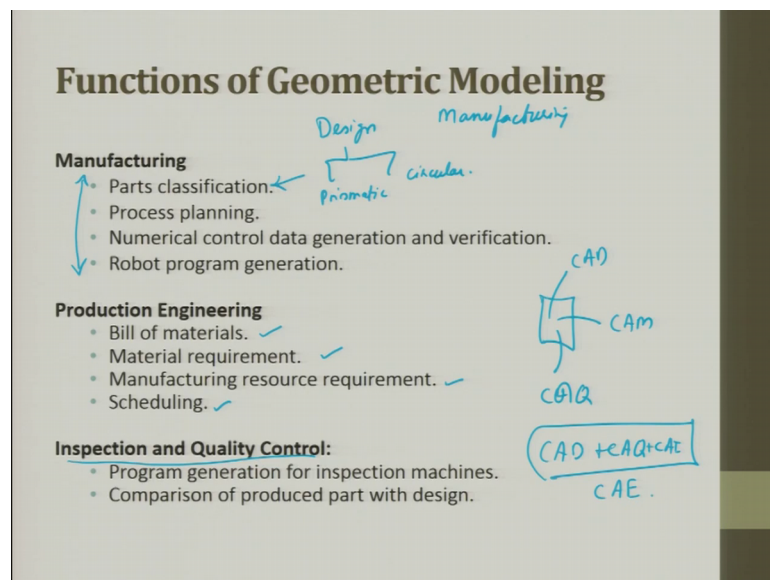 Functions of Geometric Modeling
Design
Manufacturing
Prismatic
circular.
Manufacturing
• Parts classification.
• Process planning.
• Numerical control data generation and verification.
• Robot program generation.
CAD
CAM
CAQ
Production Engineering
• Bill of materials.
• Material requirement.
• Manufacturing resource requirement.
• Scheduling.
Inspection and Quality Control:
• Program generation for inspection machines.
• Comparison of produced part with design.
CAD +CAQ+CAI
CAE.